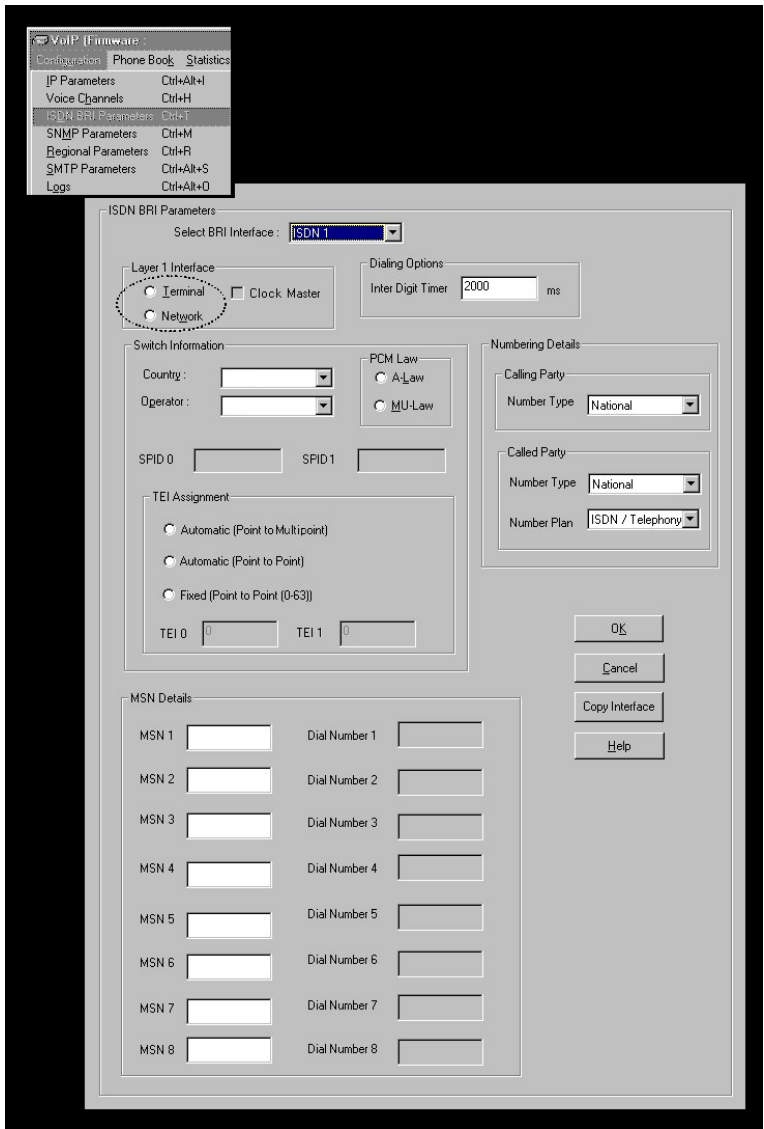 VoIP (Firmware :
Configuration Phone Book Statistics
IP Parameters Ctrl+Alt+I
Voice Channels Ctrl+H
ISDN BRI Parameters Ctrl+T
SNMP Parameters Ctrl+M
Regional Parameters Ctrl+R
SMTP Parameters Ctrl+Alt+S
Logs Ctrl+Alt+O
ISDN BRI Parameters
Select BRI Interface : ISDN 1
Layer 1 Interface
Terminal Clock Master
Network
Dialing Options
Inter Digit Timer 2000 ms
Switch Information
Country :
Operator :
PCM Law
A-Law
MU-Law
SPID 0 SPID1
TEI Assignment
Automatic (Point to Multipoint)
Automatic (Point to Point)
Fixed (Point to Point (0-63))
TEI 0 0 TEI 1 0
Numbering Details
Calling Party
Number Type National
Called Party
Number Type National
Number Plan ISDN / Telephony
OK
Cancel
Copy Interface
Help
MSN Details
MSN 1 Dial Number 1
MSN 2 Dial Number 2
MSN 3 Dial Number 3
MSN 4 Dial Number 4
MSN 5 Dial Number 5
MSN 6 Dial Number 6
MSN 7 Dial Number 7
MSN 8 Dial Number 8